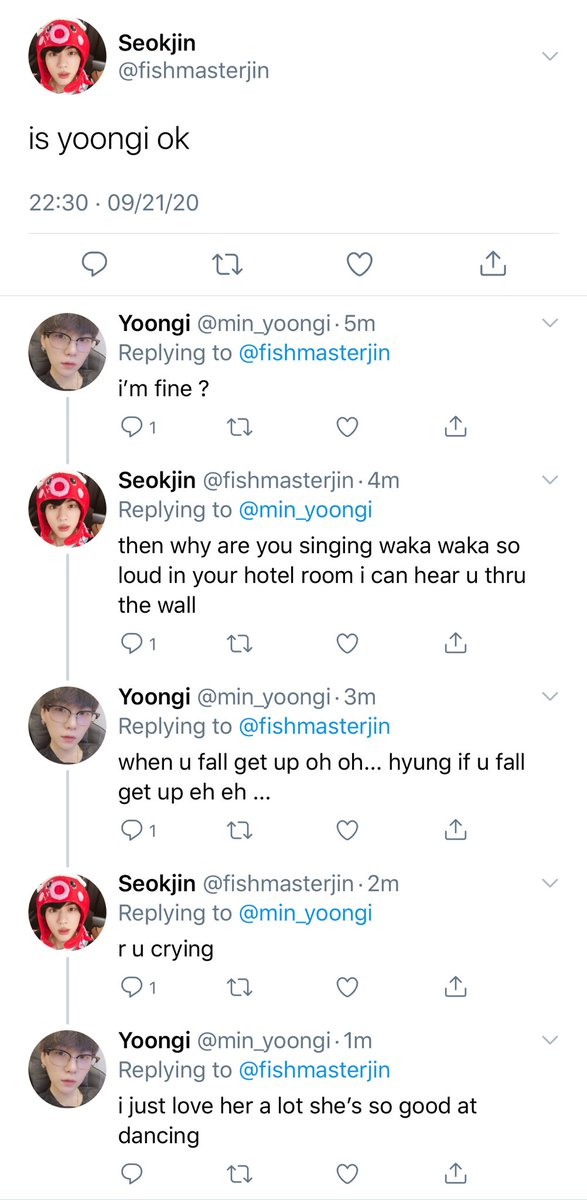 Seokjin
@fishmasterjin
is yoongi ok
22:30 · 09/21/20
Yoongi @min_yoongi · 5m
Replying to @fishmasterjin
i’m fine ?
1
Seokjin @fishmasterjin · 4m
Replying to @min_yoongi
then why are you singing waka waka so
loud in your hotel room i can hear u thru
the wall
1
Yoongi @min_yoongi · 3m
Replying to @fishmasterjin
when u fall get up oh oh... hyung if u fall
get up eh eh ...
1
Seokjin @fishmasterjin · 2m
Replying to @min_yoongi
r u crying
1
Yoongi @min_yoongi · 1m
Replying to @fishmasterjin
i just love her a lot she’s so good at
dancing